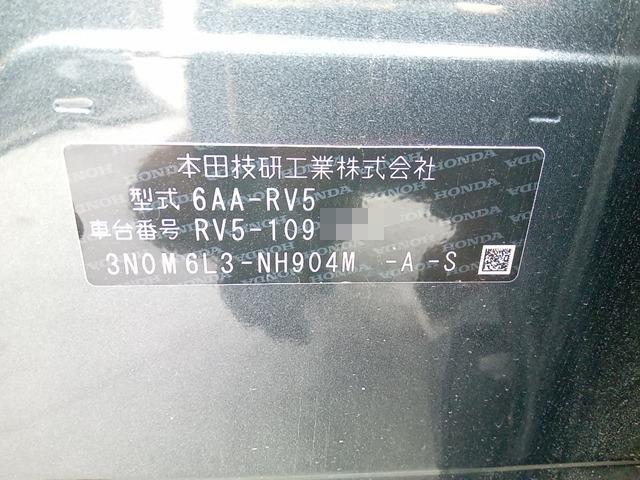 本田技研工業株式会社
型式 6AA-RV5
車台番号 RV5-109
3N0M6L3-NH904M -A-S